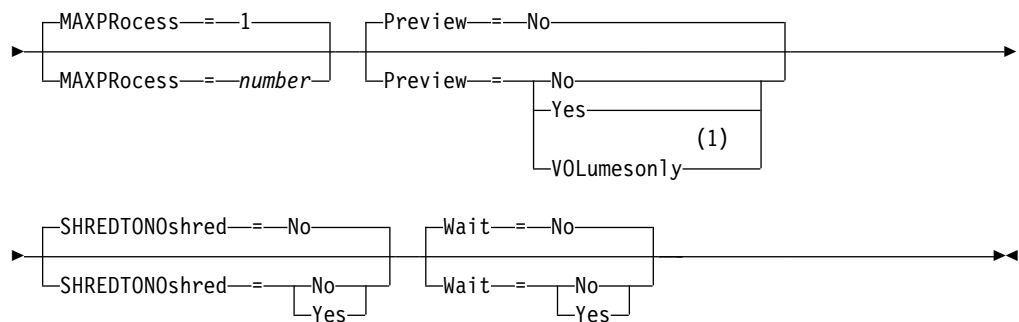 MAXPRocess = 1 Preview = No
MAXPRocess = number Preview = No
Yes
(1)
VOLumesonly
SHREDTONOshred = No Wait = No
SHREDTONOshred = No Wait = No
Yes Yes